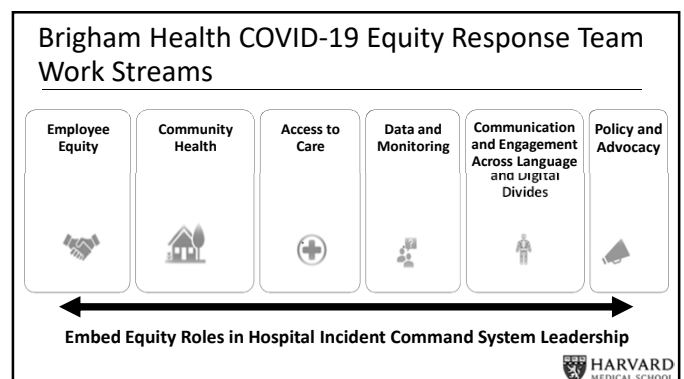 Brigham Health COVID-19 Equity Response Team
Work Streams
Employee
Equity
Community
Health
Access to
Care
Data and
Monitoring
Communication
and Engagement
Across Language
and Digital
Divides
Policy and
Advocacy
?
Embed Equity Roles in Hospital Incident Command System Leadership
HARVARD
MEDICAL SCHOOL